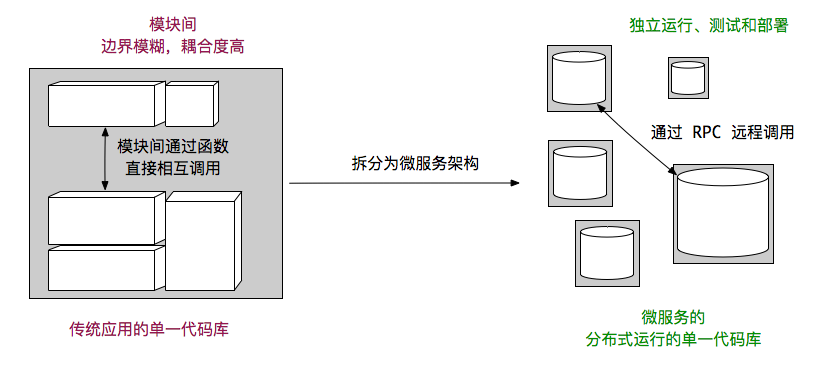 模块间
边界模糊，耦合度高
模块间通过函数
直接相互调用
传统应用的单一代码库
拆分为微服务架构
独立运行、测试和部署
通过 RPC 远程调用
微服务的
分布式运行的单一代码库